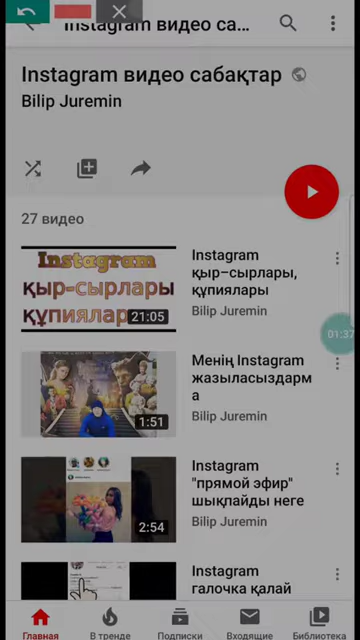 Instagram видео са...
Instagram видео сабақтар
Bilip Juremin
27 видео
Instagram
қыр-сырлары
құпиялар
21:05
Instagram
қыр-сырлары,
құпиялары
Bilip Juremin
01:37
1:51
Менің Instagram
жазыласыздарм
а
Bilip Juremin
2:54
Instagram
"прямой эфир"
шықпайды неге
Bilip Juremin
Instagram
галочка қалай
Главная
В тренде
Подписки
Входящие
Библиотека